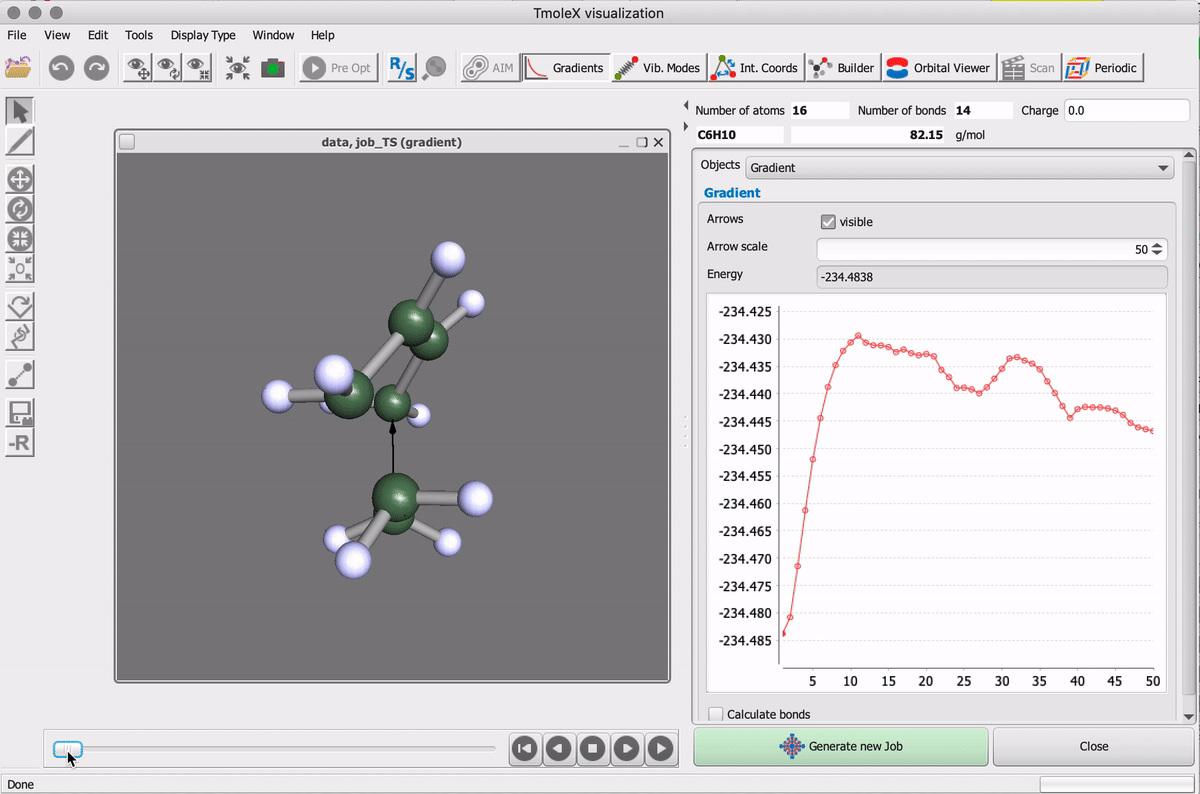 TmoleX visualization
File View Edit Tools Display Type Window Help
Pre Opt R/S AIM Gradients Vib. Modes Int. Coords Builder Orbital Viewer Scan Periodic
Number of atoms 16 Number of bonds 14 Charge 0.0
C6H10 82.15 g/mol
data, job_TS (gradient)
Objects Gradient
Gradient
Arrows visible
Arrow scale 50
Energy -234.4838
-234.425
-234.430
-234.435
-234.440
-234.445
-234.450
-234.455
-234.460
-234.465
-234.470
-234.475
-234.480
-234.485
5 10 15 20 25 30 35 40 45 50
-R
Calculate bonds
Generate new Job Close
Done